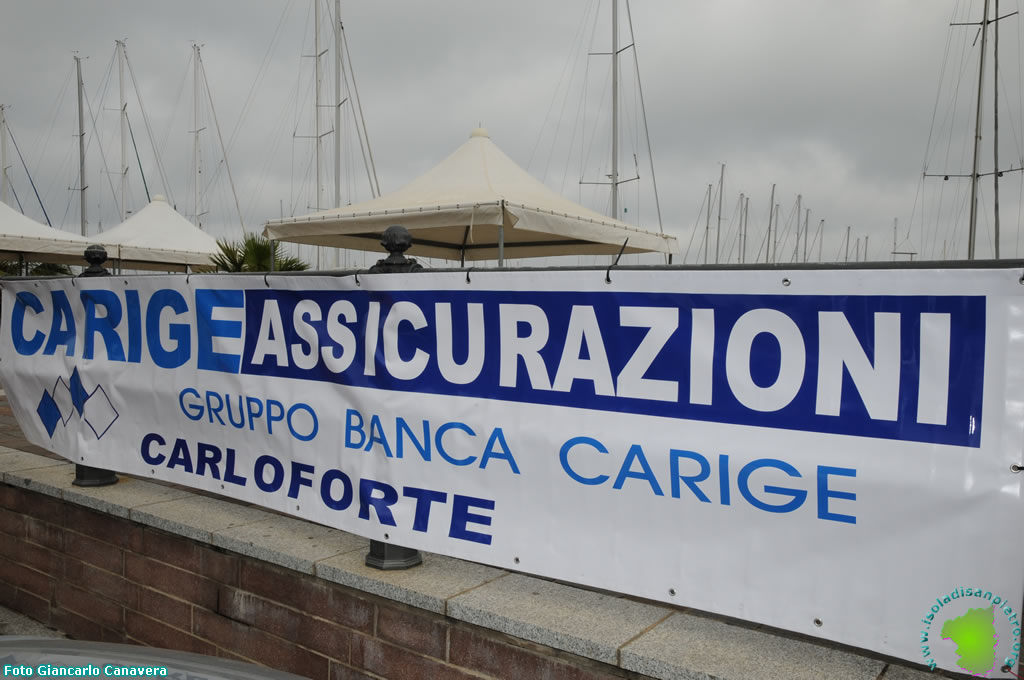 CARIGE ASSICURAZIONI
GRUPPO BANCA CARIGE
CARLOFORTE
www.isoladisanpietro.org
Foto Giancarlo Canavera